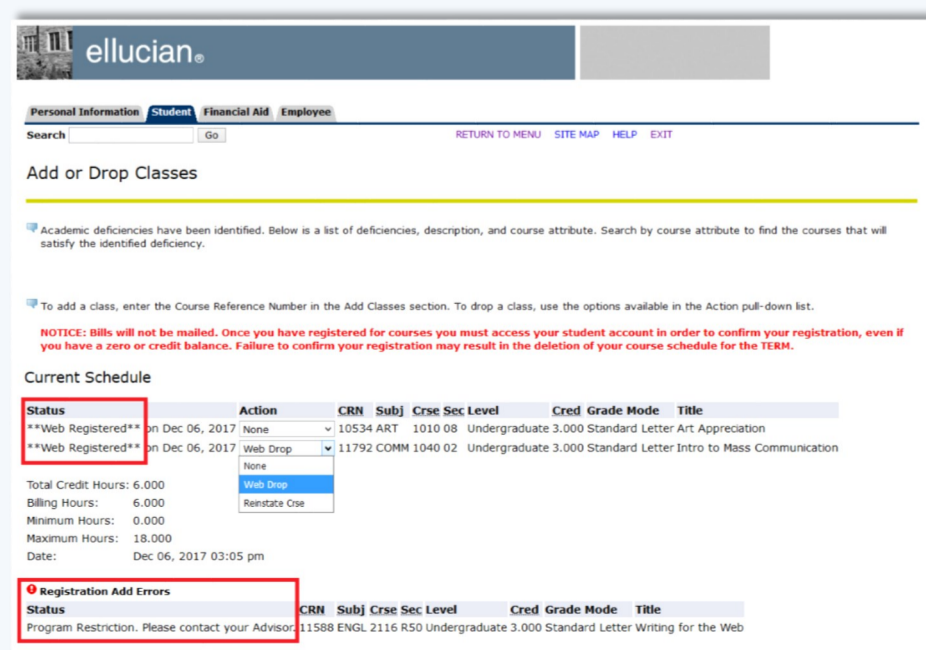 ellucian®
Personal Information Student Financial Aid Employee
Search Go RETURN TO MENU SITE MAP HELP EXIT
Add or Drop Classes
Academic deficiencies have been identified. Below is a list of deficiencies, description, and course attribute. Search by course attribute to find the courses that will
satisfy the identified deficiency.
To add a class, enter the Course Reference Number in the Add Classes section. To drop a class, use the options available in the Action pull-down list.
NOTICE: Bills will not be mailed. Once you have registered for courses you must access your student account in order to confirm your registration, even if
you have a zero or credit balance. Failure to confirm your registration may result in the deletion of your course schedule for the TERM.
Current Schedule
Status Action CRN Subj Crse Sec Level Cred Grade Mode Title
**Web Registered** on Dec 06, 2017 None 10534 ART 1010 08 Undergraduate 3.000 Standard Letter Art Appreciation
**Web Registered** on Dec 06, 2017 Web Drop 11792 COMM 1040 02 Undergraduate 3.000 Standard Letter Intro to Mass Communication
None
Web Drop
Reinstate Crse
Total Credit Hours: 6.000
Billing Hours: 6.000
Minimum Hours: 0.000
Maximum Hours: 18.000
Date: Dec 06, 2017 03:05 pm
Registration Add Errors
Status CRN Subj Crse Sec Level Cred Grade Mode Title
Program Restriction. Please contact your Advisor. 11588 ENGL 2116 R50 Undergraduate 3.000 Standard Letter Writing for the Web